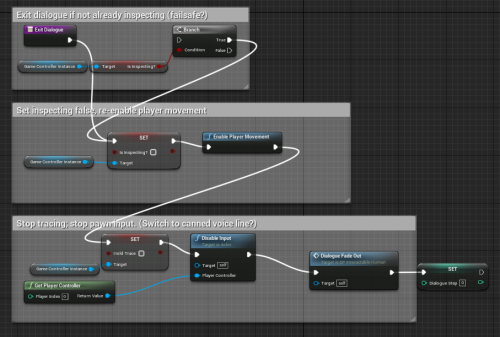 Exit dialogue if not already inspecting (failsafe?)
Exit Dialogue
Branch
True
Condition
False
Game Controller Instance
Target
Is Inspecting?
Set inspecting false, re-enable player movement
SET
Is Inspecting?
Target
Game Controller Instance
Enable Player Movement
Stop tracing; stop pawn input. (Switch to canned voice line?)
SET
Hold Trace
Target
Game Controller Instance
Get Player Controller
Player Index 0
Return Value
Disable Input
Target is Actor
Target self
Player Controller
Dialogue Fade Out
Target self
SET
Dialogue Step 0